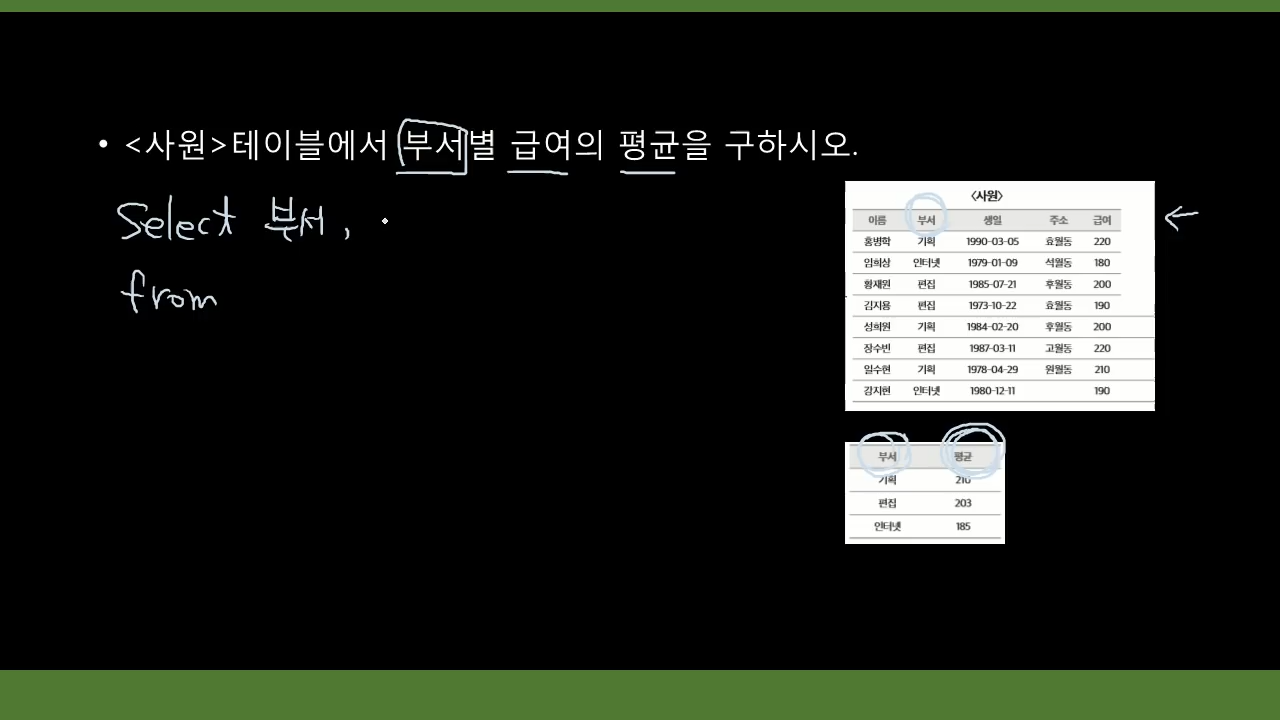 • <사원>테이블에서 부서별 급여의 평균을 구하시오.
Select 부서,
from
<사원>
이름 부서 생일 주소 급여
홍병학 기획 1990-03-05 효월동 220
임희상 인터넷 1979-01-09 석월동 180
황재원 편집 1985-07-21 후월동 200
김지용 편집 1973-10-22 효월동 190
성희원 기획 1984-02-20 후월동 200
장수빈 편집 1987-03-11 고월동 220
일수현 기획 1978-04-29 원월동 210
강지현 인터넷 1980-12-11 190
부서 평균
기획 210
편집 203
인터넷 185